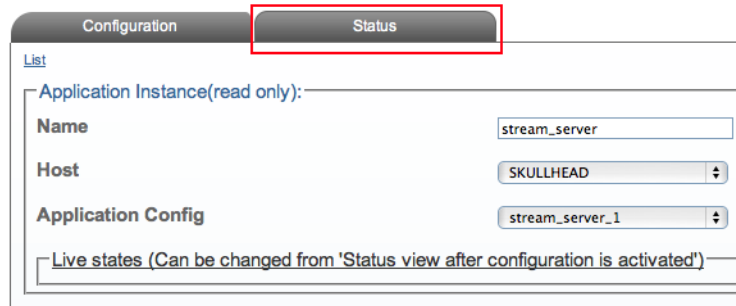 Configuration Status
List
Application Instance(read only):
Name stream_server
Host SKULLHEAD
Application Config stream_server_1
Live states (Can be changed from 'Status view after configuration is activated')